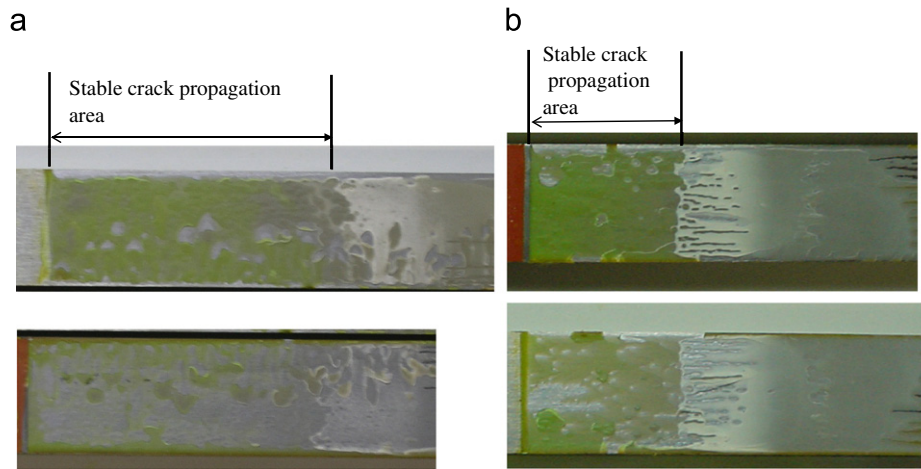 a
Stable crack propagation
area
b
Stable crack
propagation
area